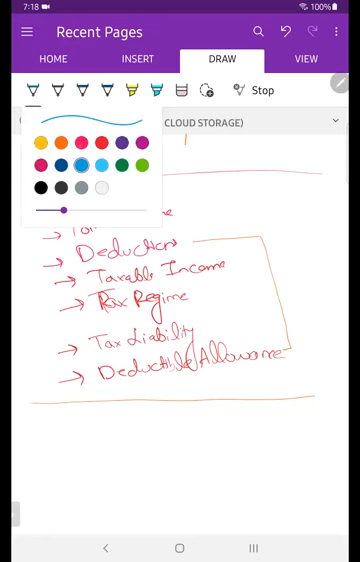 7:18
100%
Recent Pages
HOME INSERT DRAW VIEW
Stop
CLOUD STORAGE)
→ Deductions
→ Taxable Income
→ Tax Regime
→ Tax Liability
→ Deductible Allowance